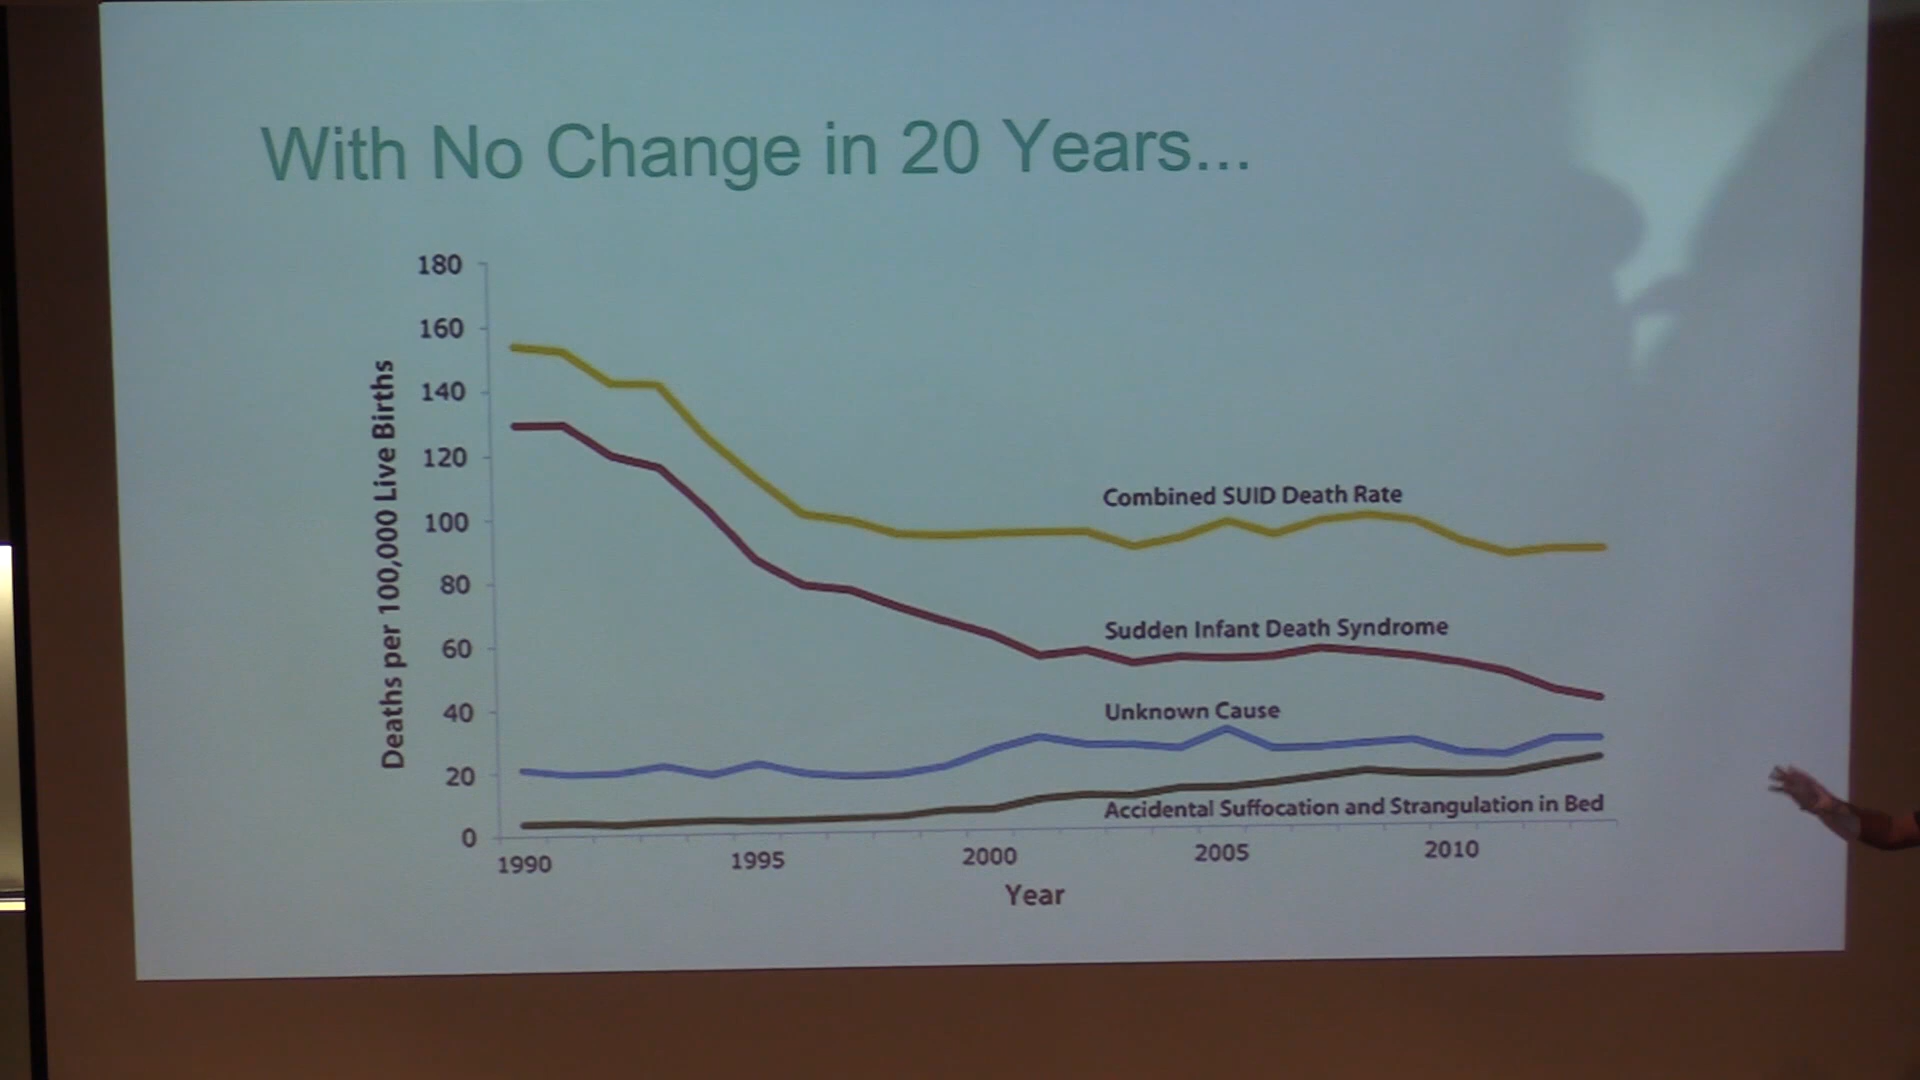 With No Change in 20 Years...
180
160
140
120
100
80
60
40
20
0
Deaths per 100,000 Live Births
Combined SUID Death Rate
Sudden Infant Death Syndrome
Unknown Cause
Accidental Suffocation and Strangulation in Bed
1990 1995 2000 2005 2010
Year